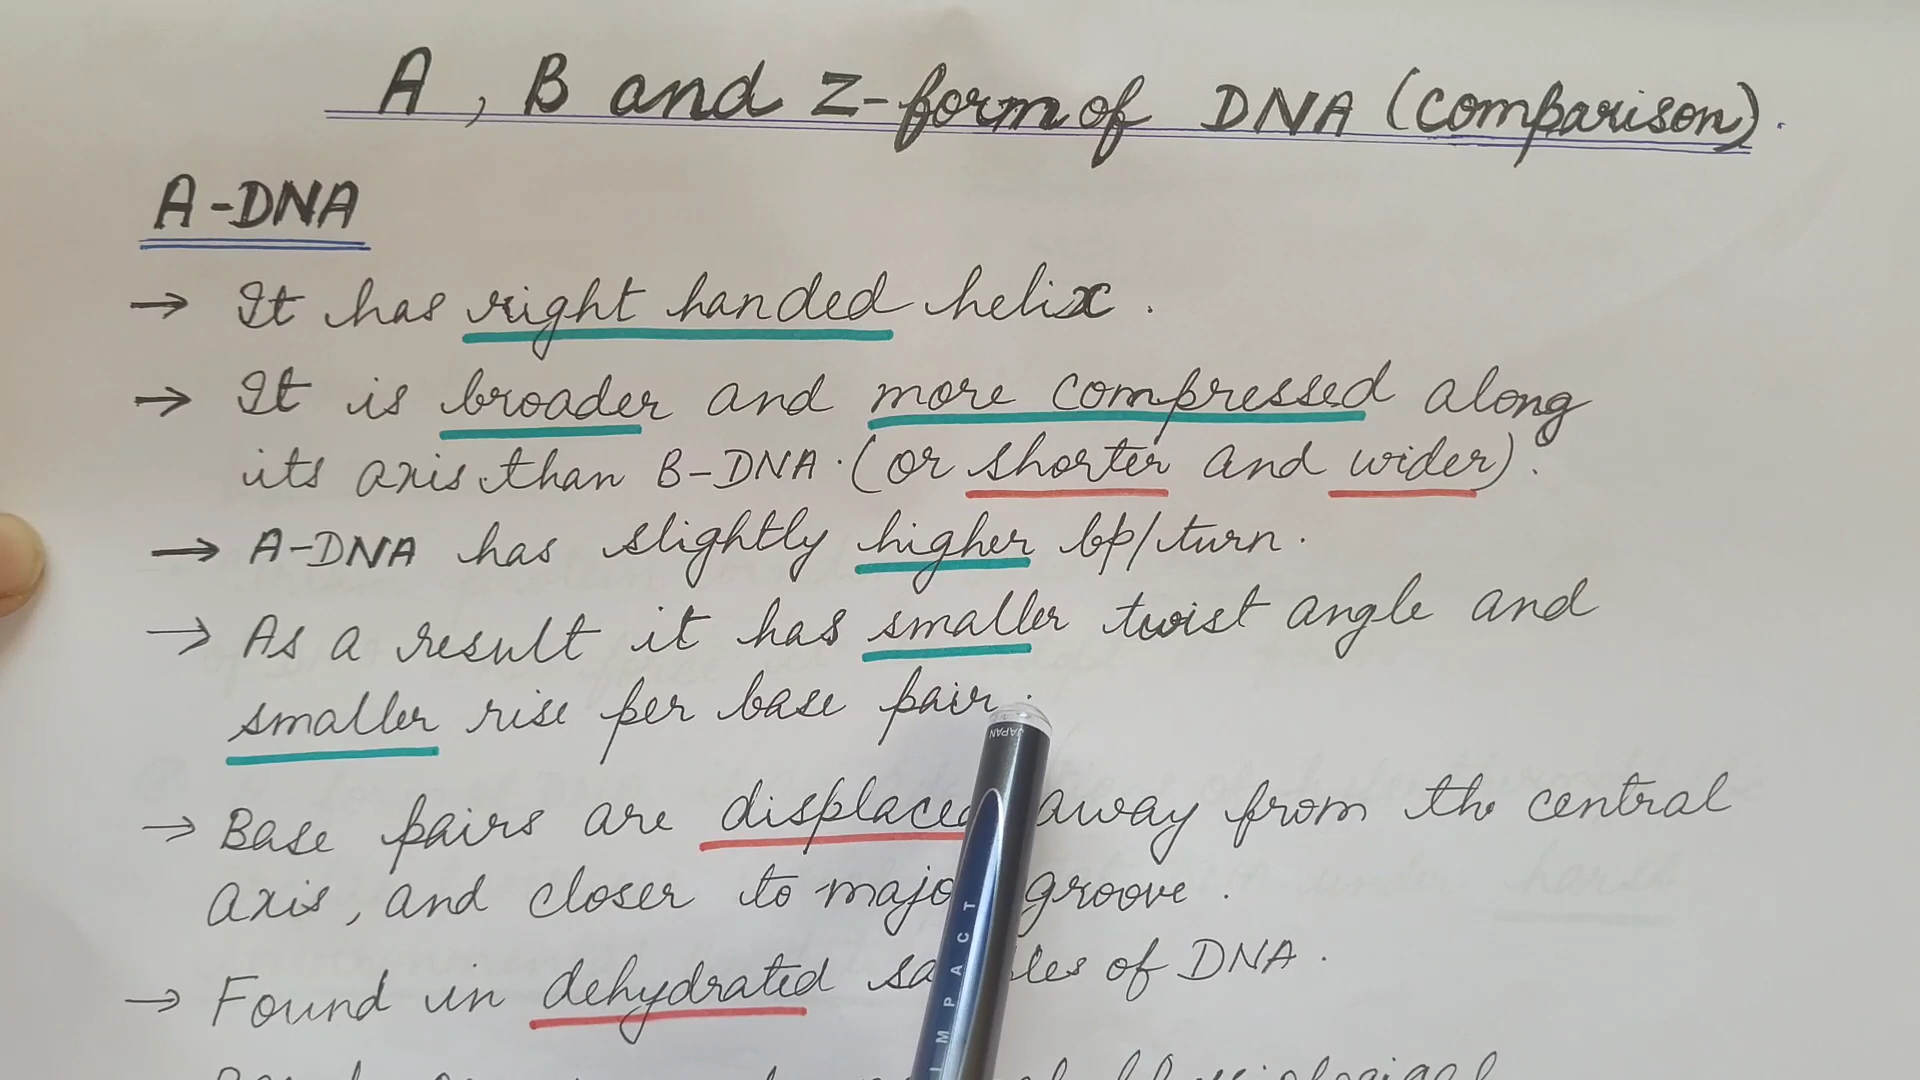 A, B and Z-form of DNA (Comparison).
A-DNA
→ It has right handed helix.
→ It is broader and more compressed along
its axis than B-DNA. (or shorter and wider).
→ A-DNA has slightly higher bp/turn.
→ As a result it has smaller twist angle and
smaller rise per base pair.
→ Base pairs are displaced away from the central
axis, and closer to major groove.
→ Found in dehydrated of DNA.
JAPAN
IMPACT